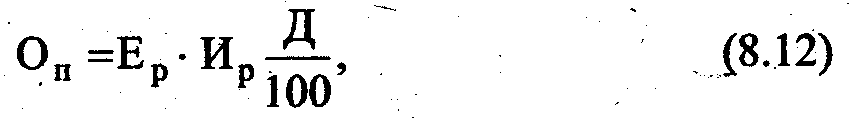 Оп =Ер · Ир Д/100, (8.12)